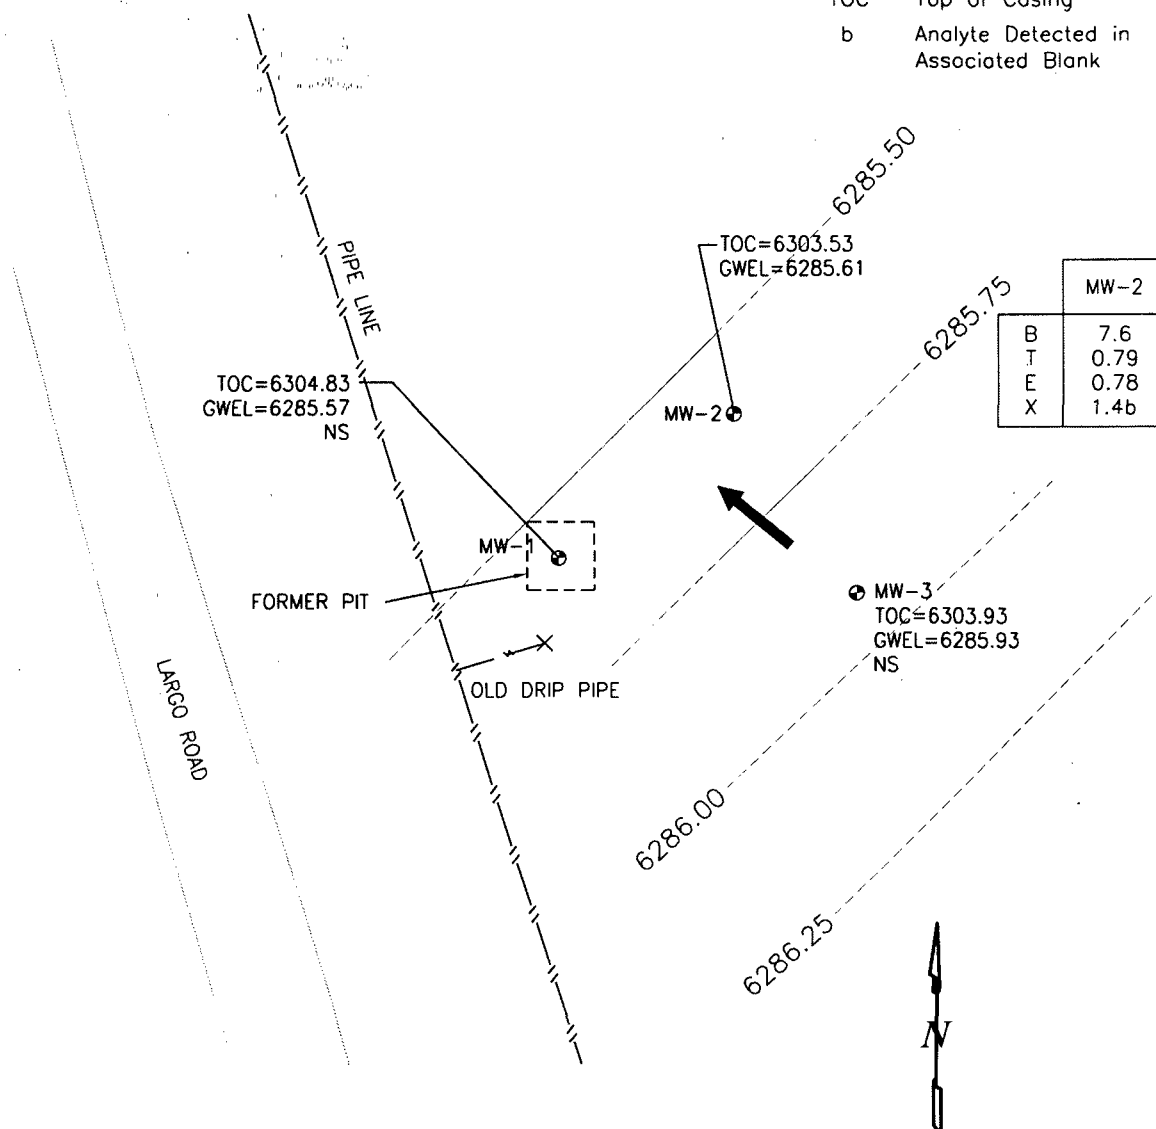 TOC Top of Casing
b Analyte Detected in
Associated Blank
6285.50
TOC=6303.53
GWEL=6285.61
6285.75
MW-2
B 7.6
T 0.79
E 0.78
X 1.4b
PIPE LINE
TOC=6304.83
GWEL=6285.57
NS
MW-2
MW-1
FORMER PIT
MW-3
TOC=6303.93
GWEL=6285.93
NS
OLD DRIP PIPE
LARGO ROAD
6286.00
6286.25
N